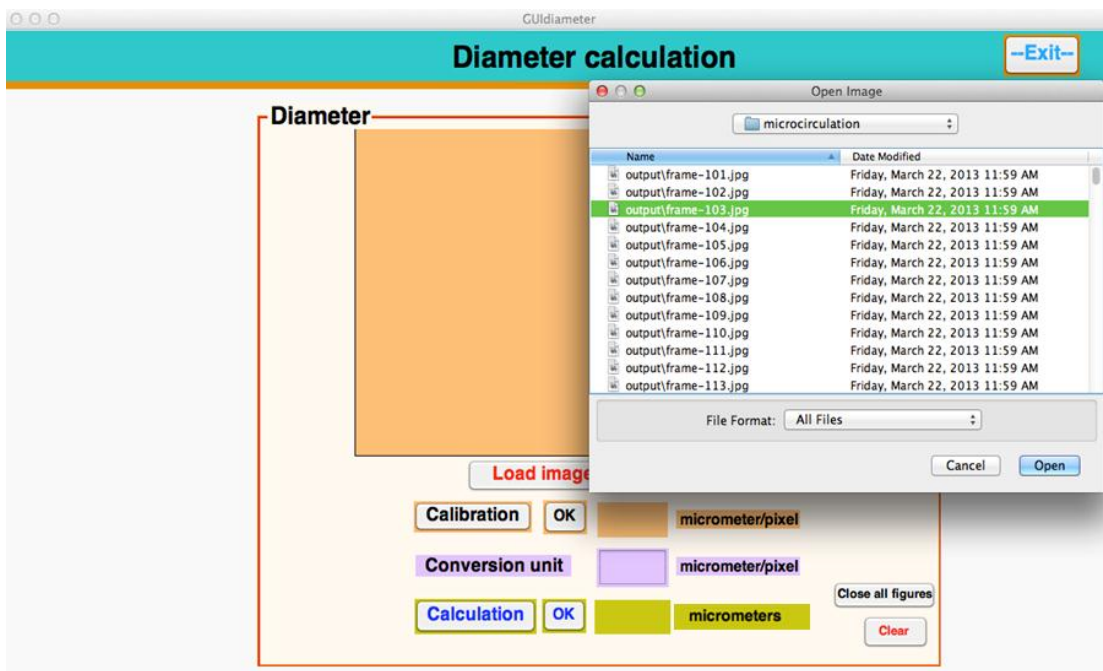 GUIdiameter
Diameter calculation
--Exit--
Diameter
Open Image
microcirculation
Name Date Modified
output\frame-101.jpg Friday, March 22, 2013 11:59 AM
output\frame-102.jpg Friday, March 22, 2013 11:59 AM
output\frame-103.jpg Friday, March 22, 2013 11:59 AM
output\frame-104.jpg Friday, March 22, 2013 11:59 AM
output\frame-105.jpg Friday, March 22, 2013 11:59 AM
output\frame-106.jpg Friday, March 22, 2013 11:59 AM
output\frame-107.jpg Friday, March 22, 2013 11:59 AM
output\frame-108.jpg Friday, March 22, 2013 11:59 AM
output\frame-109.jpg Friday, March 22, 2013 11:59 AM
output\frame-110.jpg Friday, March 22, 2013 11:59 AM
output\frame-111.jpg Friday, March 22, 2013 11:59 AM
output\frame-112.jpg Friday, March 22, 2013 11:59 AM
output\frame-113.jpg Friday, March 22, 2013 11:59 AM
File Format: All Files
Cancel Open
Load image
Calibration OK micrometer/pixel
Conversion unit micrometer/pixel
Close all figures
Calculation OK micrometers
Clear